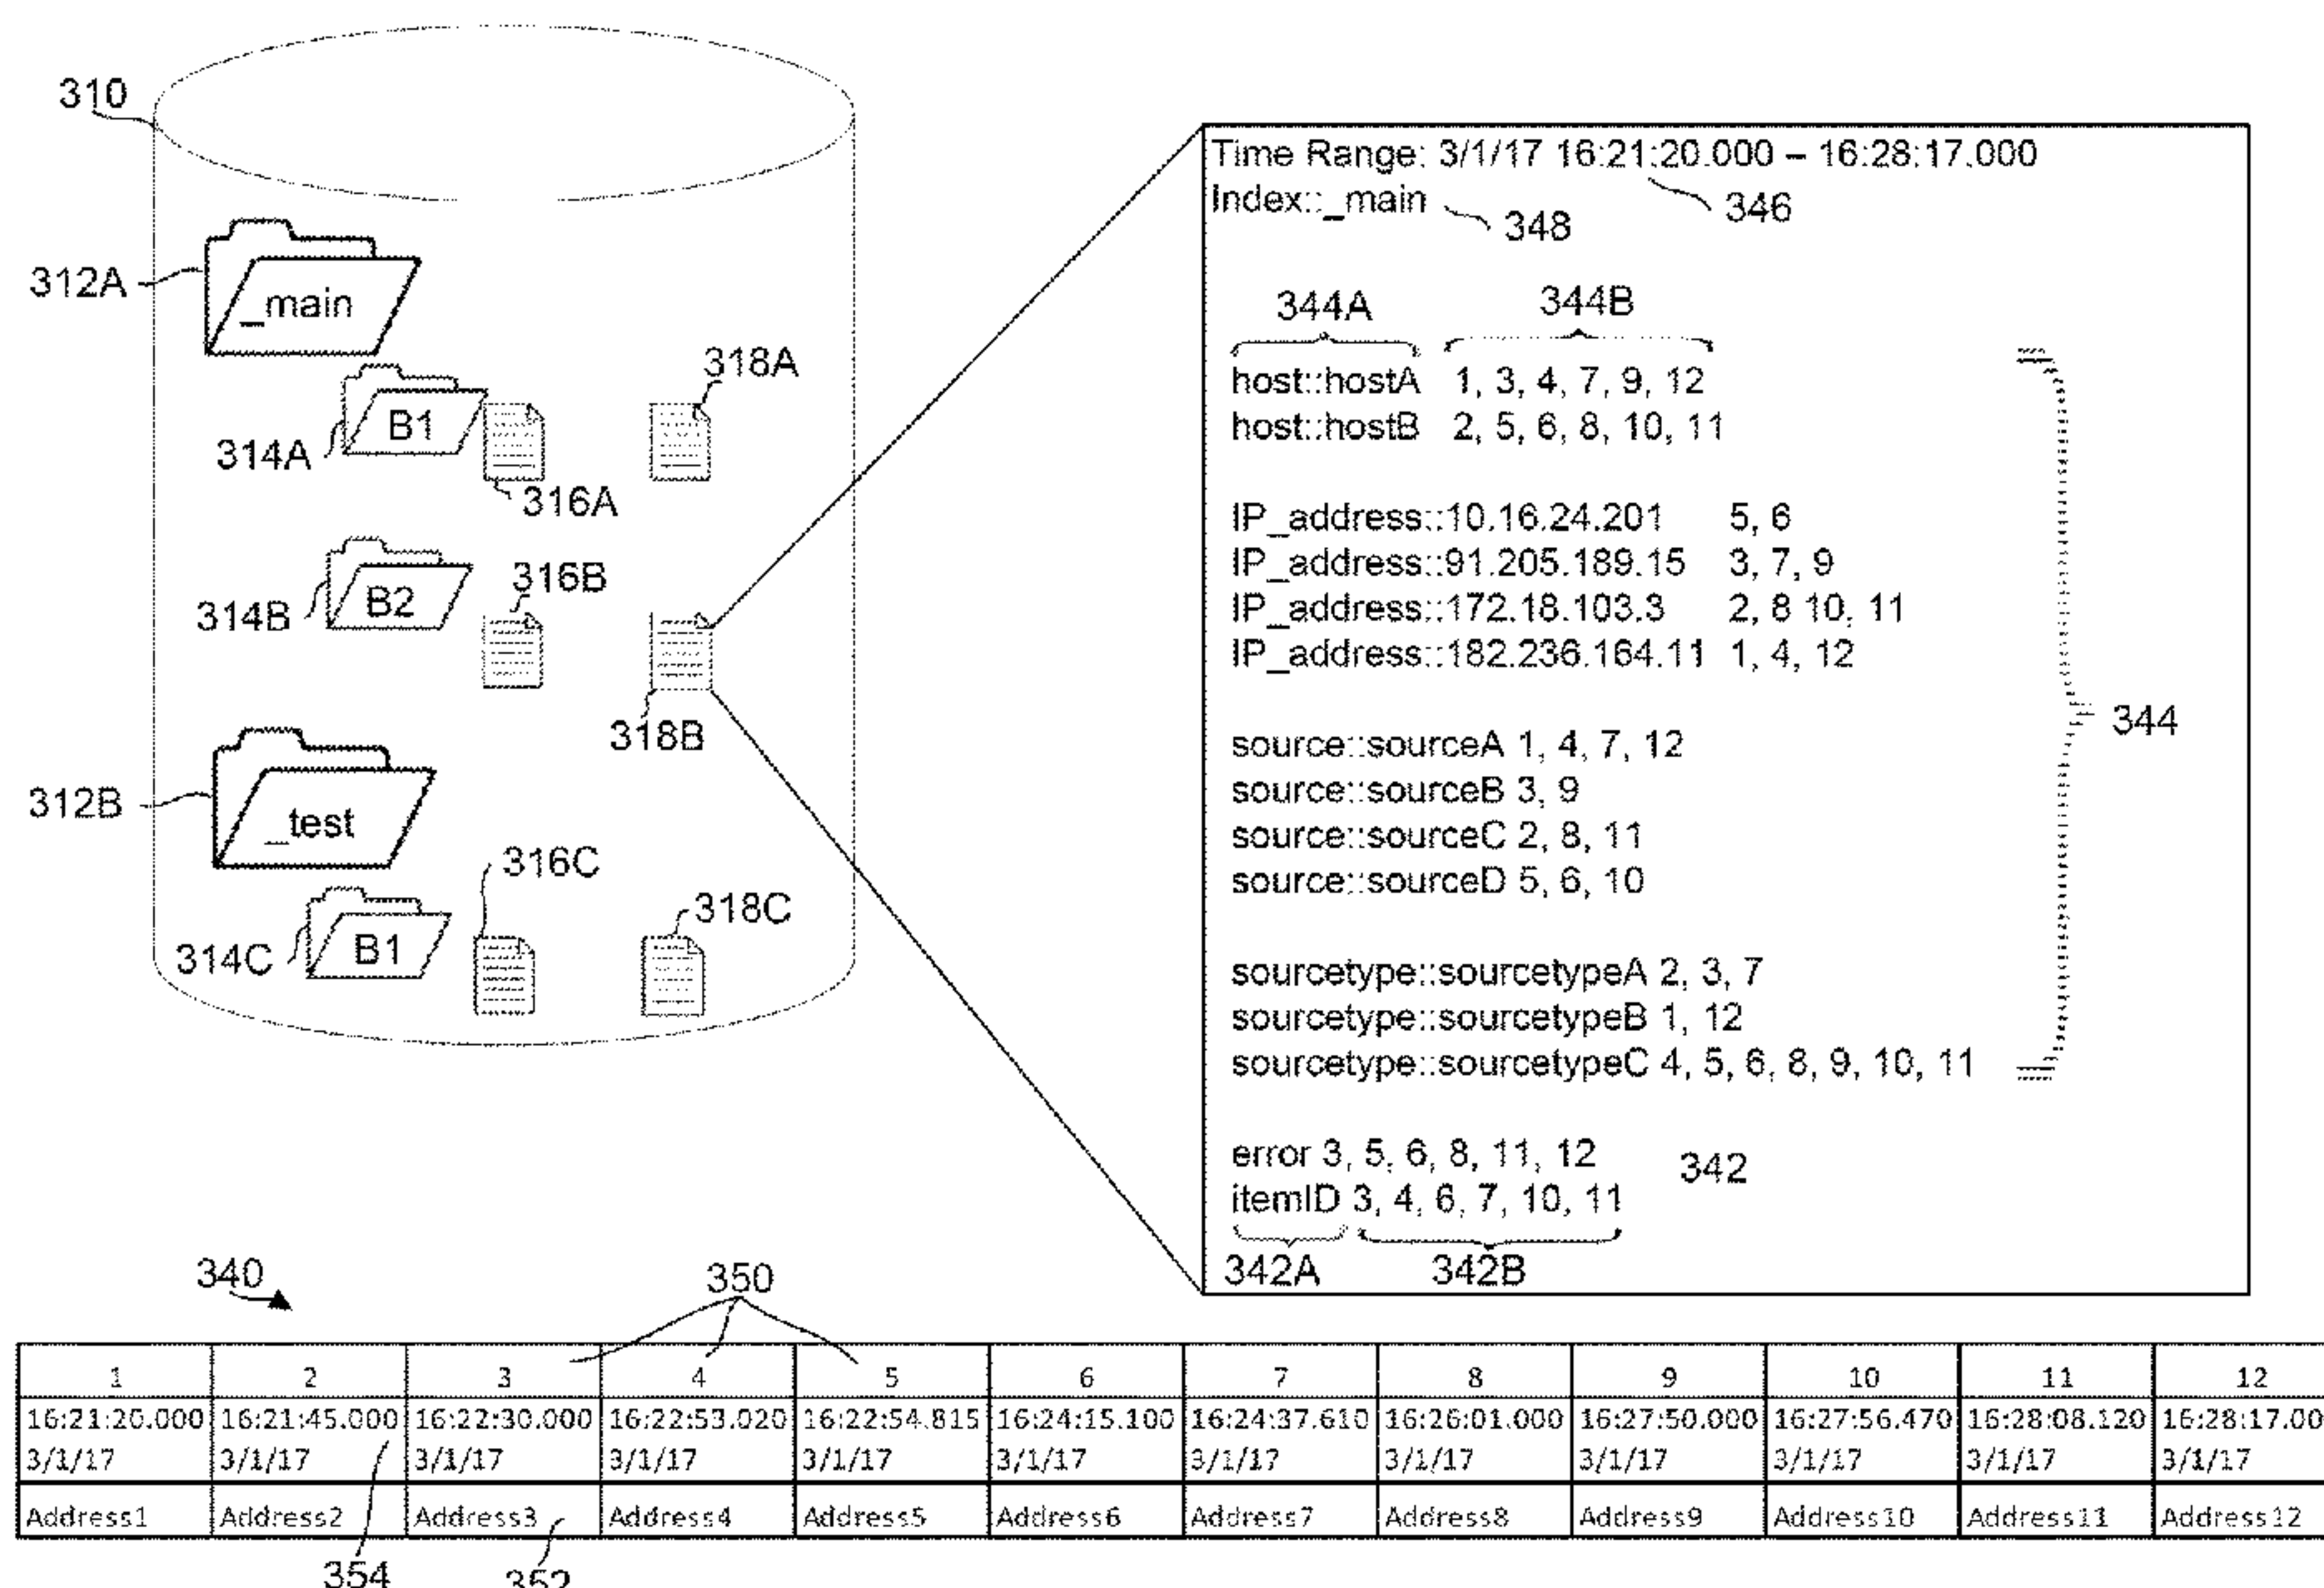 310
312A
_main
318A
B1
314A
316A
316B
B2
314B
318B
312B
_test
316C
318C
B1
314C
Time Range: 3/1/17 16:21:20.000 – 16:28:17.000
Index::_main
346
348
344A
344B
host::hostA 1, 3, 4, 7, 9, 12
host::hostB 2, 5, 6, 8, 10, 11
IP_address::10.16.24.201 5, 6
IP_address::91.205.189.15 3, 7, 9
IP_address::172.18.103.3 2, 8 10, 11
IP_address::182.236.164.11 1, 4, 12
344
source::sourceA 1, 4, 7, 12
source::sourceB 3, 9
source::sourceC 2, 8, 11
source::sourceD 5, 6, 10
sourcetype::sourcetypeA 2, 3, 7
sourcetype::sourcetypeB 1, 12
sourcetype::sourcetypeC 4, 5, 6, 8, 9, 10, 11
error 3, 5, 6, 8, 11, 12
342
itemID 3, 4, 6, 7, 10, 11
342A
342B
340
350
1 2 3 4 5 6 7 8 9 10 11 12
16:21:20.000 16:21:45.000 16:22:30.000 16:22:53.020 16:22:54.815 16:24:15.100 16:24:37.610 16:26:01.000 16:27:50.000 16:27:56.470 16:28:08.120 16:28:17.00
3/1/17 3/1/17 3/1/17 3/1/17 3/1/17 3/1/17 3/1/17 3/1/17 3/1/17 3/1/17 3/1/17 3/1/17
Address1 Address2 Address3 Address4 Address5 Address6 Address7 Address8 Address9 Address10 Address11 Address12
354
352